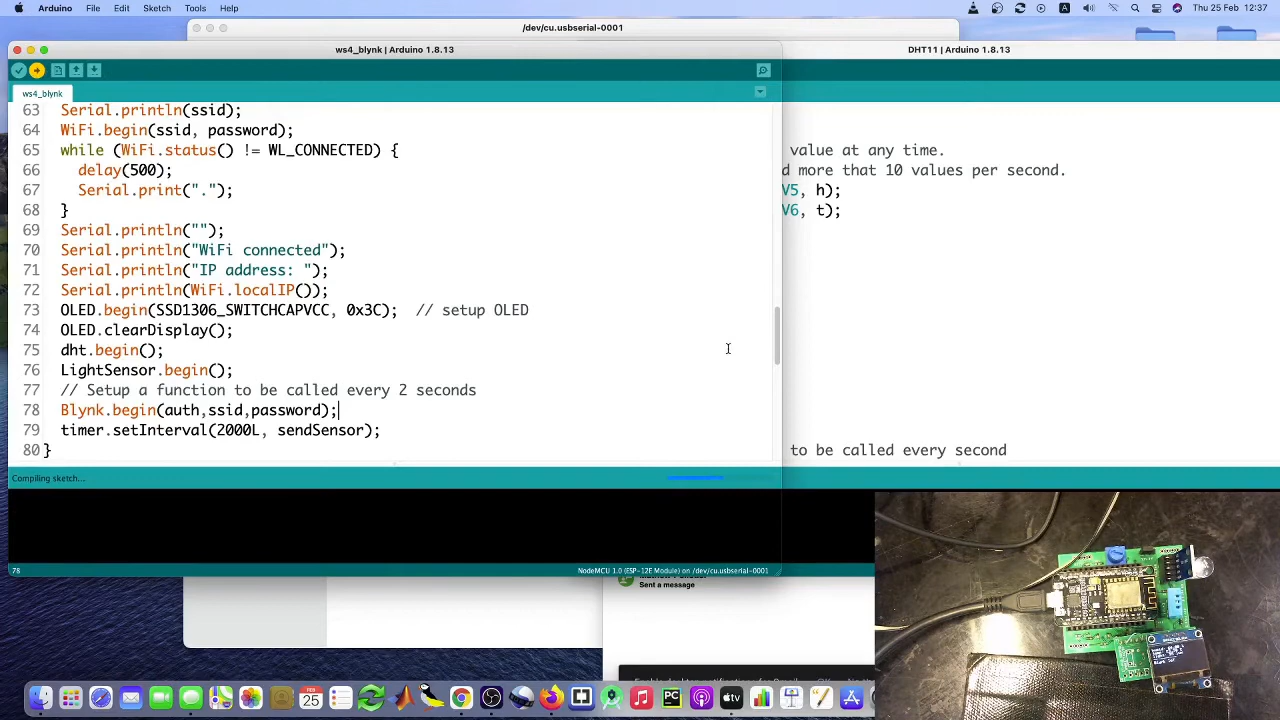 Arduino File Edit Sketch Tools Help
Thu 25 Feb 12:37
/dev/cu.usbserial-0001
ws4_blynk | Arduino 1.8.13
DHT11 | Arduino 1.8.13
ws4_blynk
63 Serial.println(ssid);
64 WiFi.begin(ssid, password);
65 while (WiFi.status() != WL_CONNECTED) {
66 delay(500);
67 Serial.print(".");
68 }
69 Serial.println("");
70 Serial.println("WiFi connected");
71 Serial.println("IP address: ");
72 Serial.println(WiFi.localIP());
73 OLED.begin(SSD1306_SWITCHCAPVCC, 0x3C); // setup OLED
74 OLED.clearDisplay();
75 dht.begin();
76 LightSensor.begin();
77 // Setup a function to be called every 2 seconds
78 Blynk.begin(auth,ssid,password);
79 timer.setInterval(2000L, sendSensor);
80 }
value at any time.
d more that 10 values per second.
V5, h);
V6, t);
to be called every second
Compiling sketch...
78
NodeMCU 1.0 (ESP-12E Module) on /dev/cu.usbserial-0001
Sent a message
FEB
25
PC
tv